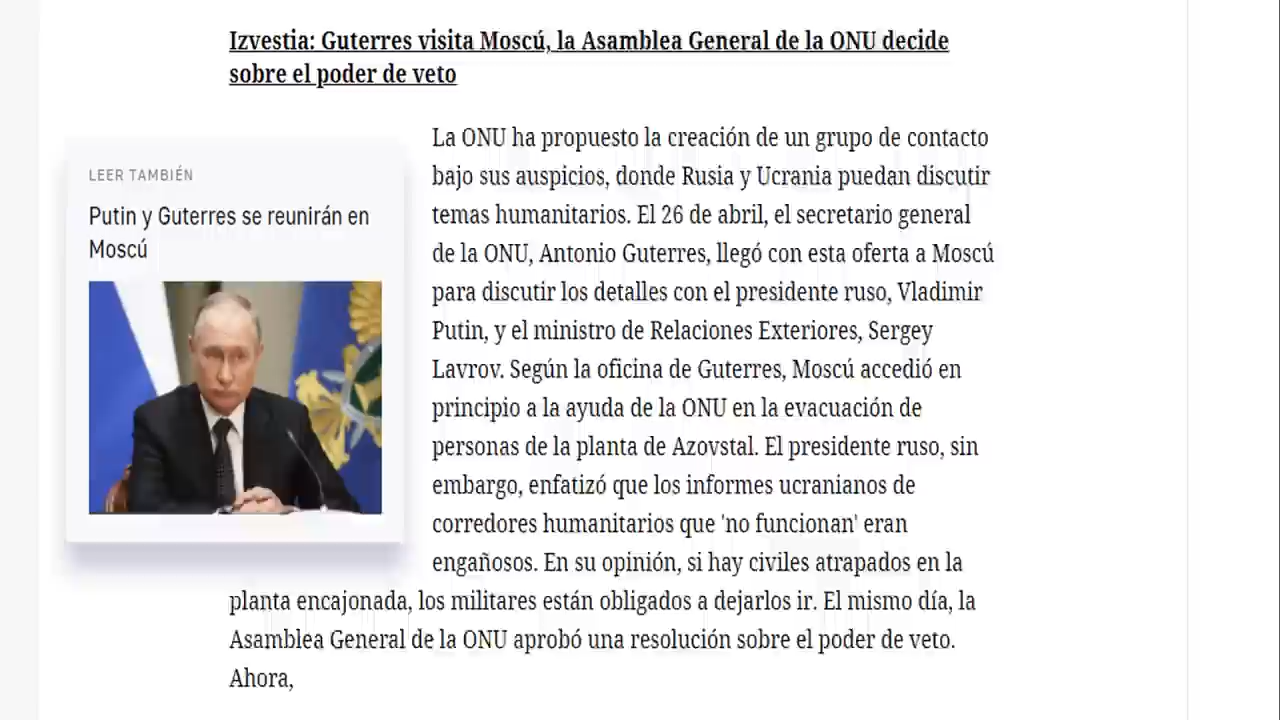 Izvestia: Guterres visita Moscú, la Asamblea General de la ONU decide
sobre el poder de veto
LEER TAMBIÉN
Putin y Guterres se reunirán en
Moscú
La ONU ha propuesto la creación de un grupo de contacto
bajo sus auspicios, donde Rusia y Ucrania puedan discutir
temas humanitarios. El 26 de abril, el secretario general
de la ONU, Antonio Guterres, llegó con esta oferta a Moscú
para discutir los detalles con el presidente ruso, Vladimir
Putin, y el ministro de Relaciones Exteriores, Sergey
Lavrov. Según la oficina de Guterres, Moscú accedió en
principio a la ayuda de la ONU en la evacuación de
personas de la planta de Azovstal. El presidente ruso, sin
embargo, enfatizó que los informes ucranianos de
corredores humanitarios que 'no funcionan' eran
engañosos. En su opinión, si hay civiles atrapados en la
planta encajonada, los militares están obligados a dejarlos ir. El mismo día, la
Asamblea General de la ONU aprobó una resolución sobre el poder de veto.
Ahora,